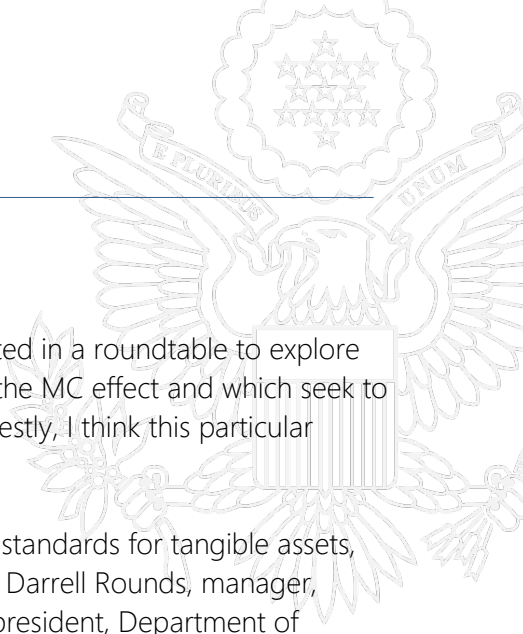 E PLURIBUS
UNUM
ted in a roundtable to explore
the MC effect and which seek to
estly, I think this particular
standards for tangible assets,
Darrell Rounds, manager,
president, Department of